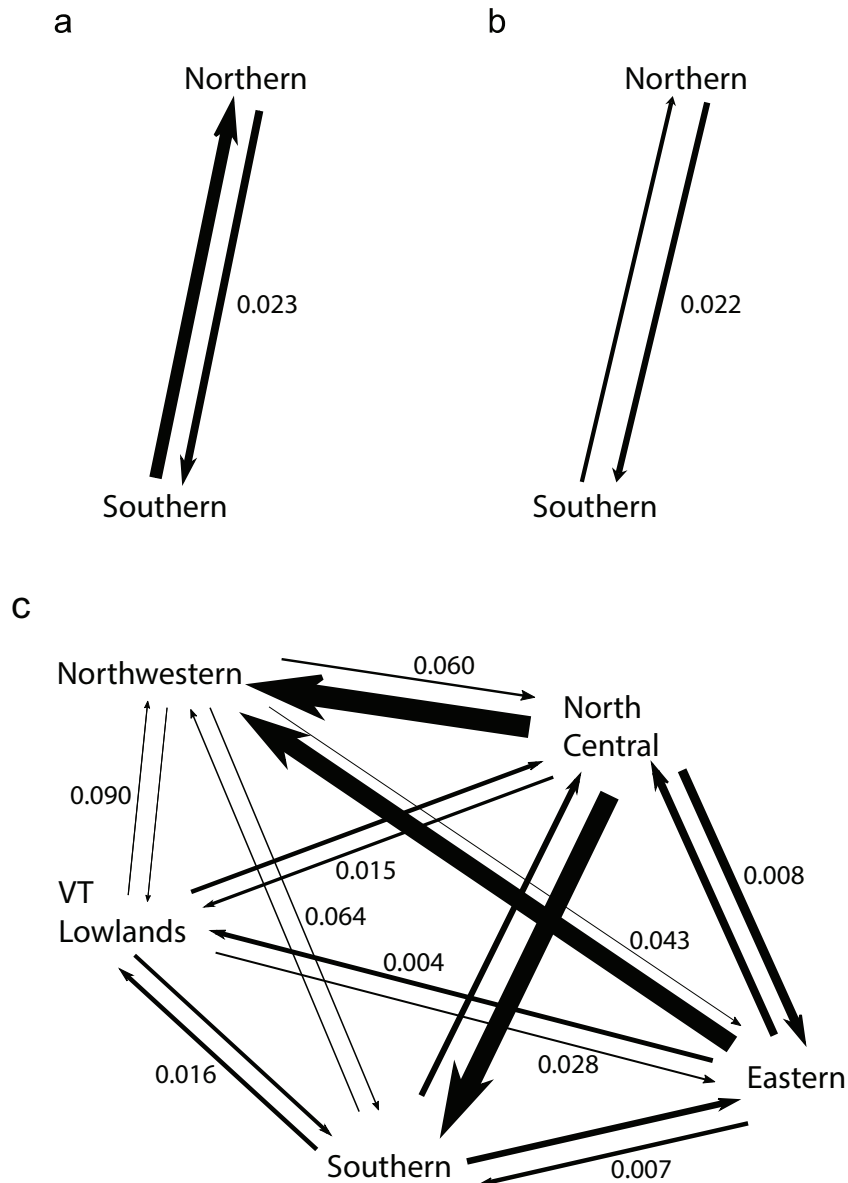 a
b
Northern
Northern
0.023
0.022
Southern
Southern
c
Northwestern
0.060
North
Central
0.090
0.015
0.008
VT
Lowlands
0.064
0.043
0.004
0.028
0.016
Eastern
Southern
0.007